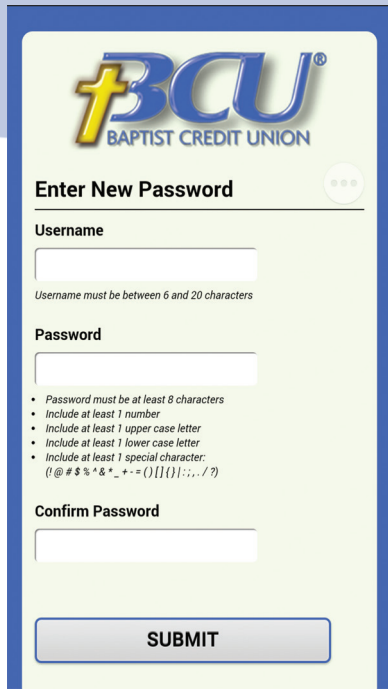 BCU®
BAPTIST CREDIT UNION
Enter New Password
Username
Username must be between 6 and 20 characters
Password
• Password must be at least 8 characters
• Include at least 1 number
• Include at least 1 upper case letter
• Include at least 1 lower case letter
• Include at least 1 special character:
(! @ # $ % ^ & * _ + - = ( ) [ ] { } | : ; , . / ?)
Confirm Password
SUBMIT